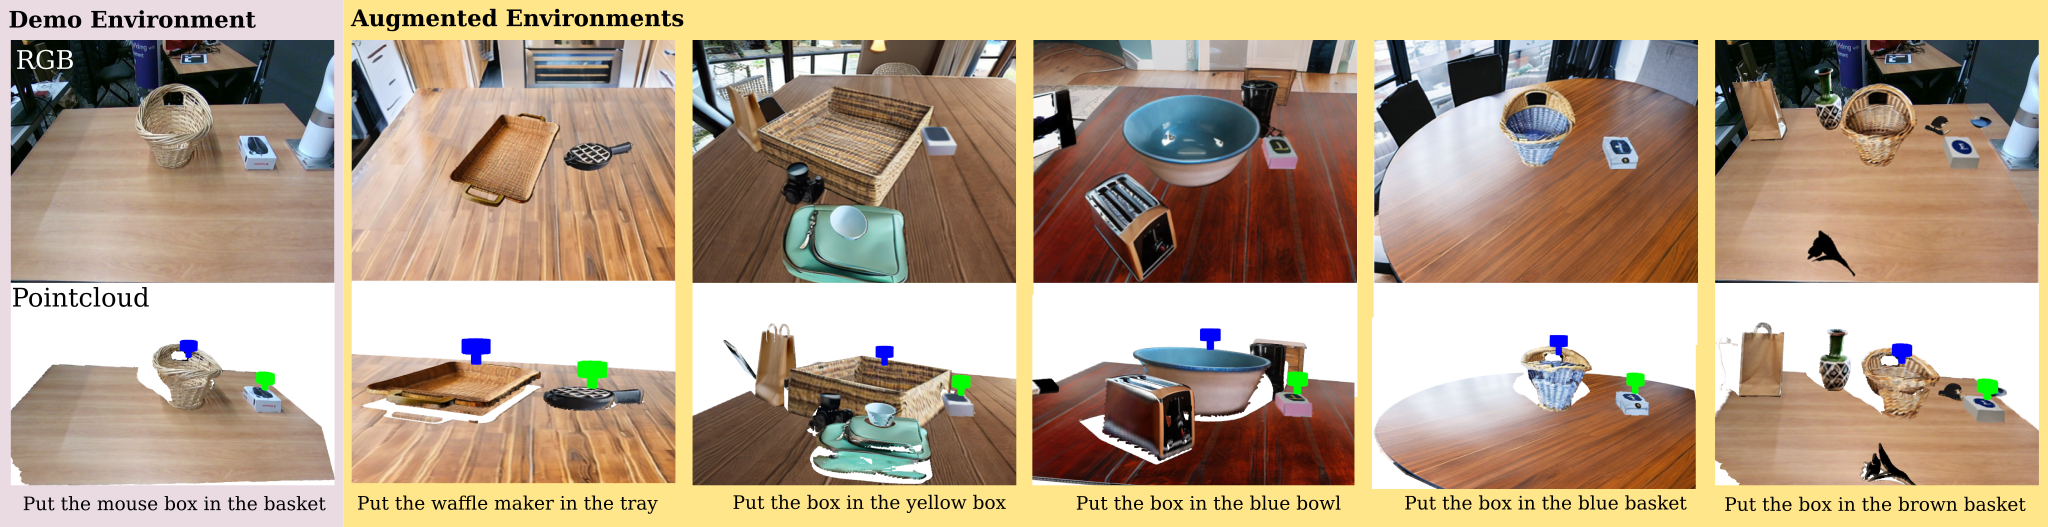 Demo Environment
Augmented Environments
RGB
Pointcloud
Put the mouse box in the basket
Put the waffle maker in the tray
Put the box in the yellow box
Put the box in the blue bowl
Put the box in the blue basket
Put the box in the brown basket